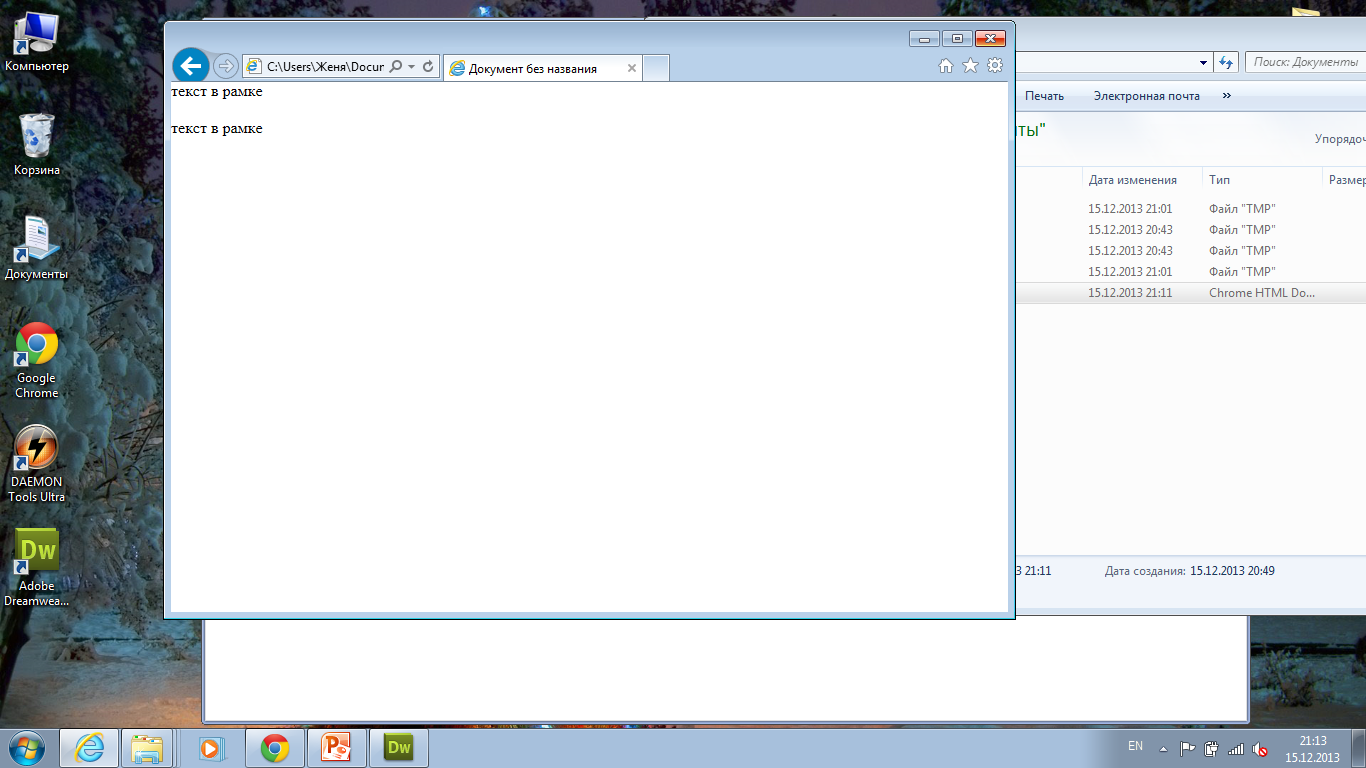 Компьютер
Корзина
Документы
Google
Chrome
DAEMON
Tools Ultra
Dw
Adobe
Dreamwea...
C:\Users\Женя\Docur
Документ без названия
текст в рамке
текст в рамке
Поиск: Документы
Печать
Электронная почта
»
ты"
Упорядоч
Дата изменения
Тип
Размер
15.12.2013 21:01
Файл "TMP"
15.12.2013 20:43
Файл "TMP"
15.12.2013 20:43
Файл "TMP"
15.12.2013 21:01
Файл "TMP"
15.12.2013 21:11
Chrome HTML Do...
3 21:11
Дата создания: 15.12.2013 20:49
Dw
EN
21:13
15.12.2013